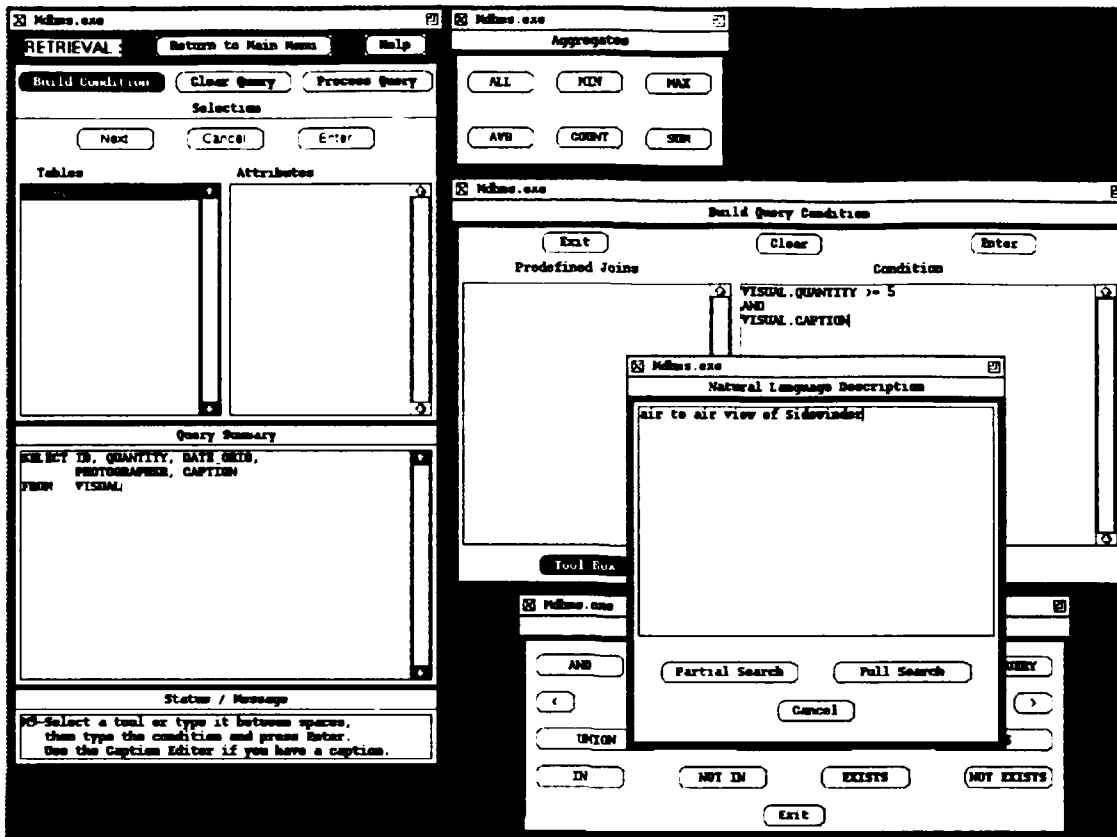 Mdbms.exe
RETRIEVAL :
Return to Main Menu
Help
Build Condition
Clear Query
Process Query
Selection
Next
Cancel
Enter
Tables
Attributes
Query Summary
SELECT ID, QUANTITY, DATE_ORIG,
PHOTOGRAPHER, CAPTION
FROM VISUAL
Status / Message
Select a tool or type it between spaces,
then type the condition and press Enter.
Use the Caption Editor if you have a caption.
Mdbms.exe
Aggregates
ALL
MIN
MAX
AVG
COUNT
SUM
Mdbms.exe
Build Query Condition
Exit
Clear
Enter
Predefined Joins
Condition
VISUAL.QUANTITY >= 5
AND
VISUAL.CAPTION
Tool Box
Mdbms.exe
Natural Language Description
air to air view of Sidewinder
Partial Search
Full Search
Cancel
Mdbms.exe
AND
<
>
UNION
IN
NOT IN
EXISTS
NOT EXISTS
Exit